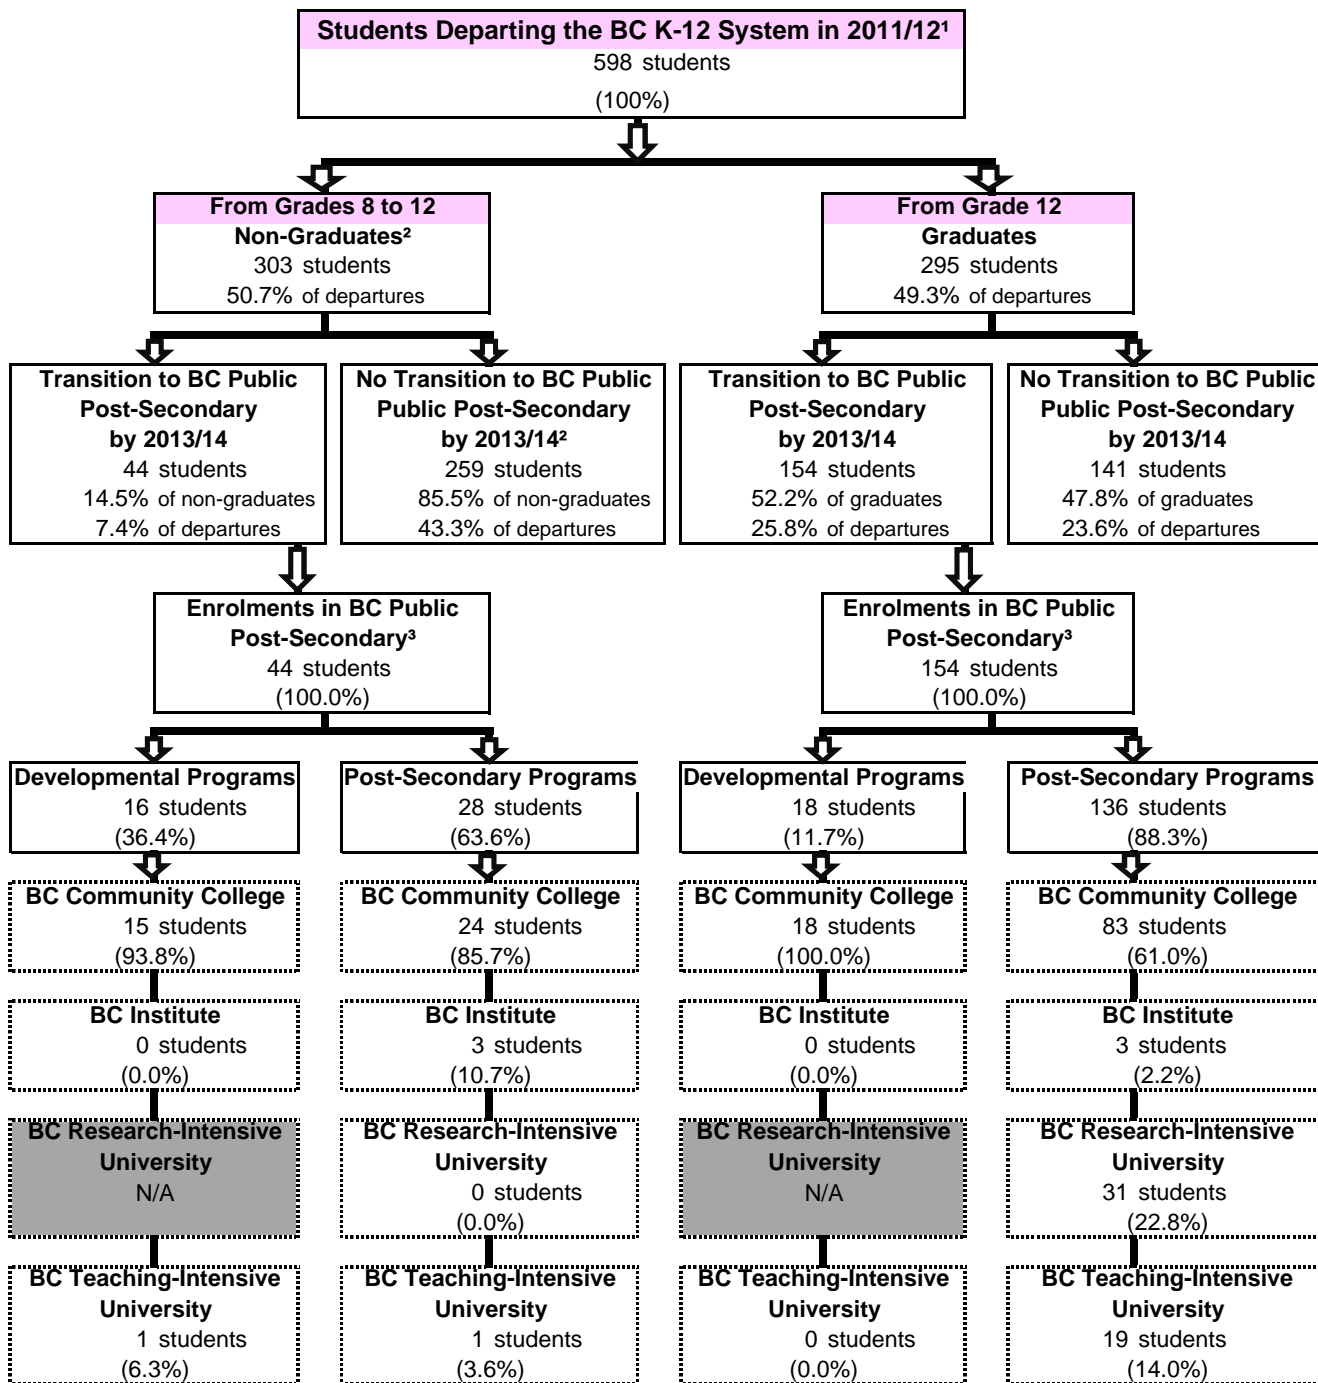 Students Departing the BC K-12 System in 2011/12¹
598 students
(100%)
From Grades 8 to 12
Non-Graduates²
303 students
50.7% of departures
From Grade 12
Graduates
295 students
49.3% of departures
Transition to BC Public
Post-Secondary
by 2013/14
44 students
14.5% of non-graduates
7.4% of departures
No Transition to BC Public
Public Post-Secondary
by 2013/14²
259 students
85.5% of non-graduates
43.3% of departures
Transition to BC Public
Post-Secondary
by 2013/14
154 students
52.2% of graduates
25.8% of departures
No Transition to BC Public
Public Post-Secondary
by 2013/14
141 students
47.8% of graduates
23.6% of departures
Enrolments in BC Public
Post-Secondary³
44 students
(100.0%)
Enrolments in BC Public
Post-Secondary³
154 students
(100.0%)
Developmental Programs
16 students
(36.4%)
Post-Secondary Programs
28 students
(63.6%)
Developmental Programs
18 students
(11.7%)
Post-Secondary Programs
136 students
(88.3%)
BC Community College
15 students
(93.8%)
BC Community College
24 students
(85.7%)
BC Community College
18 students
(100.0%)
BC Community College
83 students
(61.0%)
BC Institute
0 students
(0.0%)
BC Institute
3 students
(10.7%)
BC Institute
0 students
(0.0%)
BC Institute
3 students
(2.2%)
BC Research-Intensive
University
N/A
BC Research-Intensive
University
0 students
(0.0%)
BC Research-Intensive
University
N/A
BC Research-Intensive
University
31 students
(22.8%)
BC Teaching-Intensive
University
1 students
(6.3%)
BC Teaching-Intensive
University
1 students
(3.6%)
BC Teaching-Intensive
University
0 students
(0.0%)
BC Teaching-Intensive
University
19 students
(14.0%)